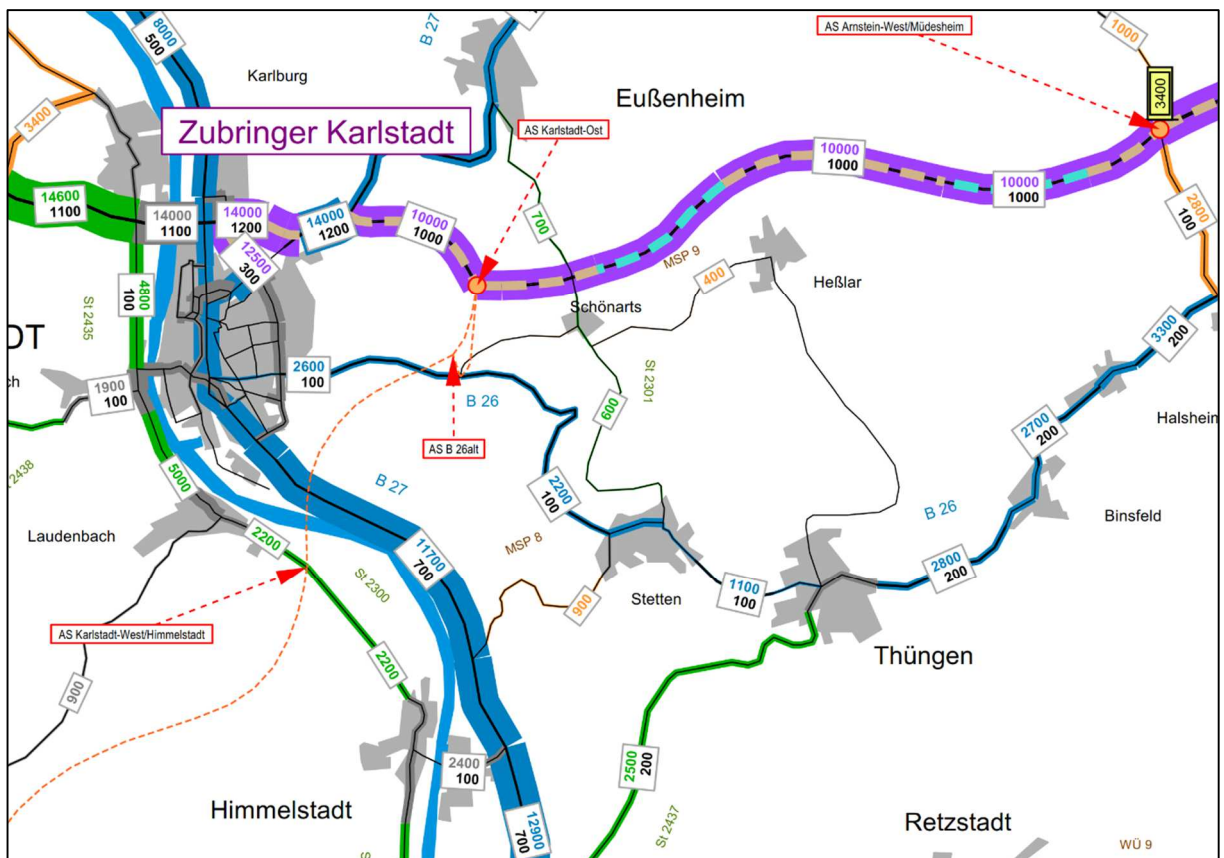 8000
500
B 27
AS Arnstein-West/Müdesheim
1000
Karlburg
3400
Eußenheim
3400
Zubringer Karlstadt
AS Karlstadt-Ost
10000
1000
14600
1100
14000
1100
14000
1200
14000
1200
10000
1000
10000
1000
2800
100
12500
300
700
MSP 9
400
Heßlar
4800
100
St 2435
Schönarts
DT
3300
200
2600
100
St 2301
ch
1900
100
B 26
600
2700
200
Halsheim
AS B 26alt
St 2438
5000
B 27
2200
100
B 26
Binsfeld
Laudenbach
2200
MSP 8
11700
700
2800
200
St 2300
1100
100
Stetten
900
AS Karlstadt-West/Himmelstadt
Thüngen
2200
900
2400
100
2500
200
Himmelstadt
12900
700
St 2437
Retzstadt
WÜ 9